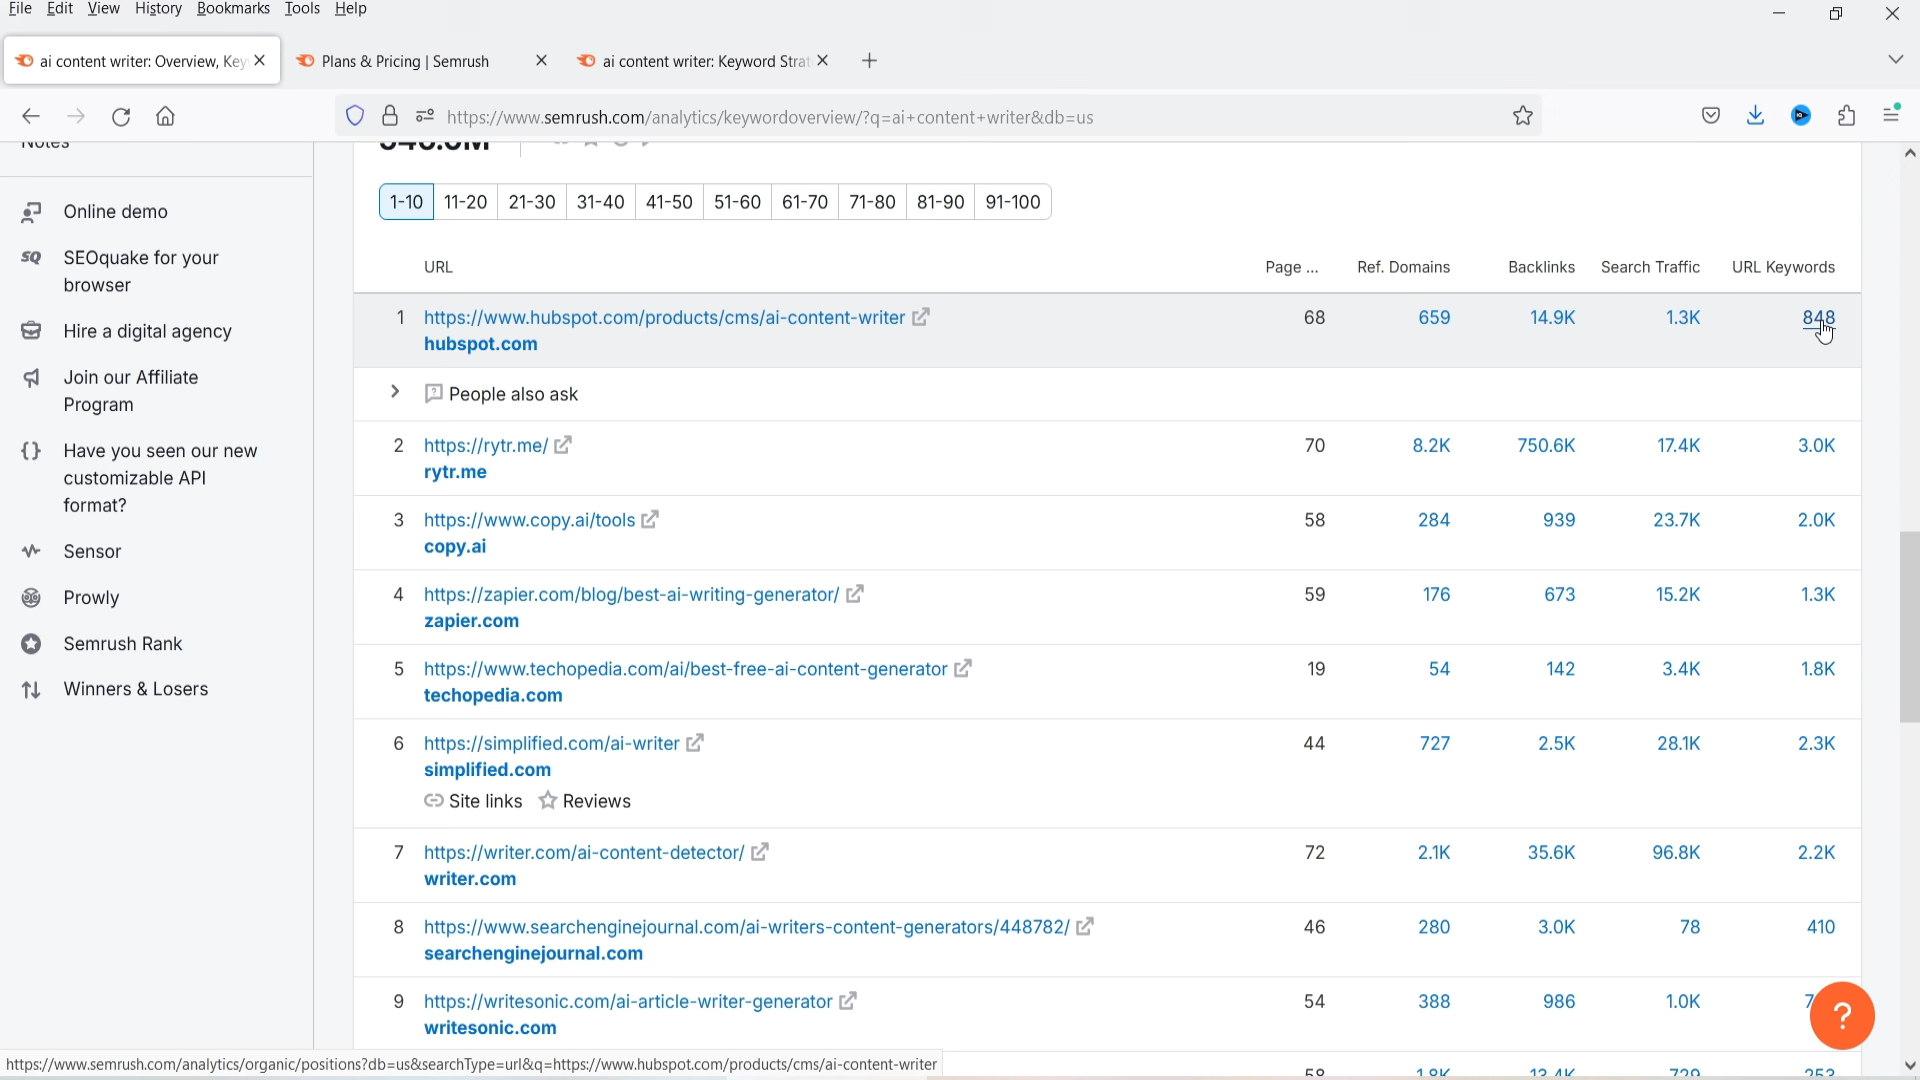 File Edit View History Bookmarks Tools Help
ai content writer: Overview, Key
Plans & Pricing | Semrush
ai content writer: Keyword Strat
https://www.semrush.com/analytics/keywordoverview/?q=ai+content+writer&db=us
Notes
Online demo
SEOquake for your
browser
Hire a digital agency
Join our Affiliate
Program
Have you seen our new
customizable API
format?
Sensor
Prowly
Semrush Rank
Winners & Losers
1-10 11-20 21-30 31-40 41-50 51-60 61-70 71-80 81-90 91-100
URL Page ... Ref. Domains Backlinks Search Traffic URL Keywords
1 https://www.hubspot.com/products/cms/ai-content-writer 68 659 14.9K 1.3K 848
hubspot.com
People also ask
2 https://rytr.me/ 70 8.2K 750.6K 17.4K 3.0K
rytr.me
3 https://www.copy.ai/tools 58 284 939 23.7K 2.0K
copy.ai
4 https://zapier.com/blog/best-ai-writing-generator/ 59 176 673 15.2K 1.3K
zapier.com
5 https://www.techopedia.com/ai/best-free-ai-content-generator 19 54 142 3.4K 1.8K
techopedia.com
6 https://simplified.com/ai-writer 44 727 2.5K 28.1K 2.3K
simplified.com
Site links Reviews
7 https://writer.com/ai-content-detector/ 72 2.1K 35.6K 96.8K 2.2K
writer.com
8 https://www.searchenginejournal.com/ai-writers-content-generators/448782/ 46 280 3.0K 78 410
searchenginejournal.com
9 https://writesonic.com/ai-article-writer-generator 54 388 986 1.0K
writesonic.com
?
https://www.semrush.com/analytics/organic/positions?db=us&searchType=url&q=https://www.hubspot.com/products/cms/ai-content-writer
58 1.8K 12.4K 729 253